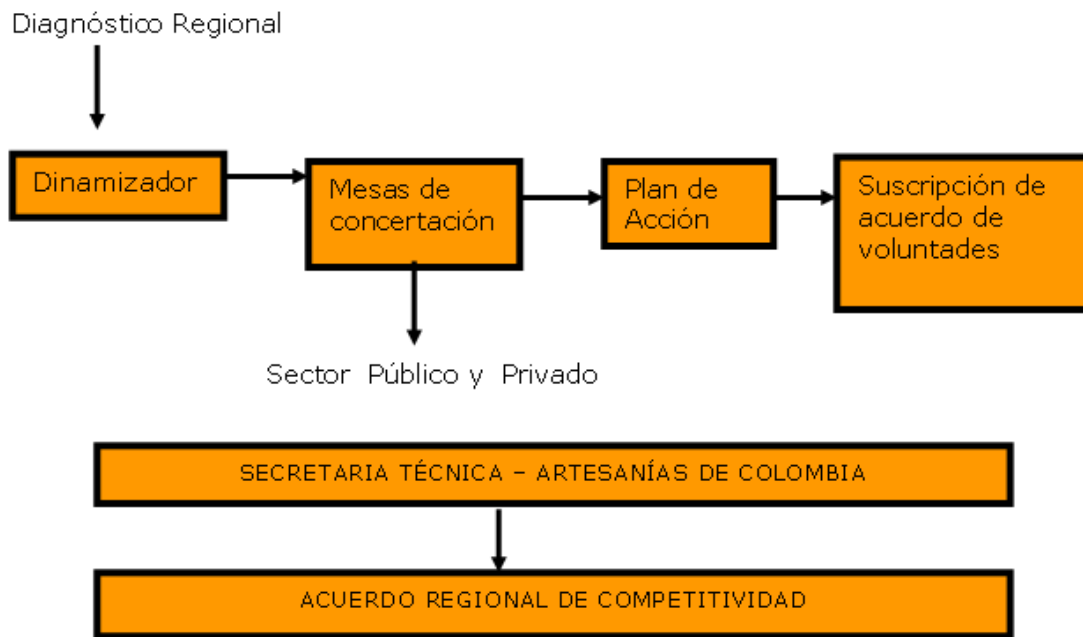 Diagnóstico Regional
Dinamizador
Mesas de
concertación
Plan de
Acción
Suscripción de
acuerdo de
voluntades
Sector Público y Privado
SECRETARIA TÉCNICA – ARTESANÍAS DE COLOMBIA
ACUERDO REGIONAL DE COMPETITIVIDAD